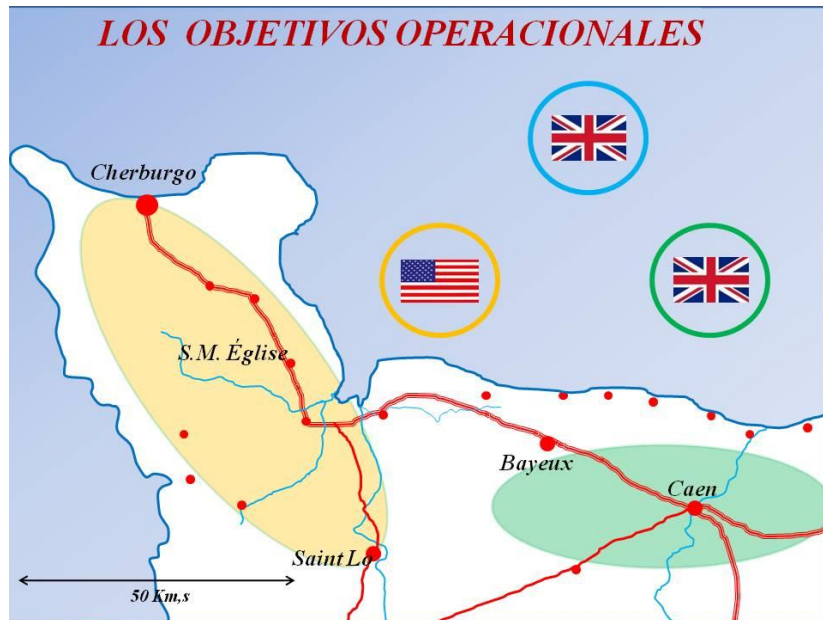 LOS OBJETIVOS OPERACIONALES
Cherburgo
S.M. Église
Bayeux
Caen
Saint Lo
50 Km,s